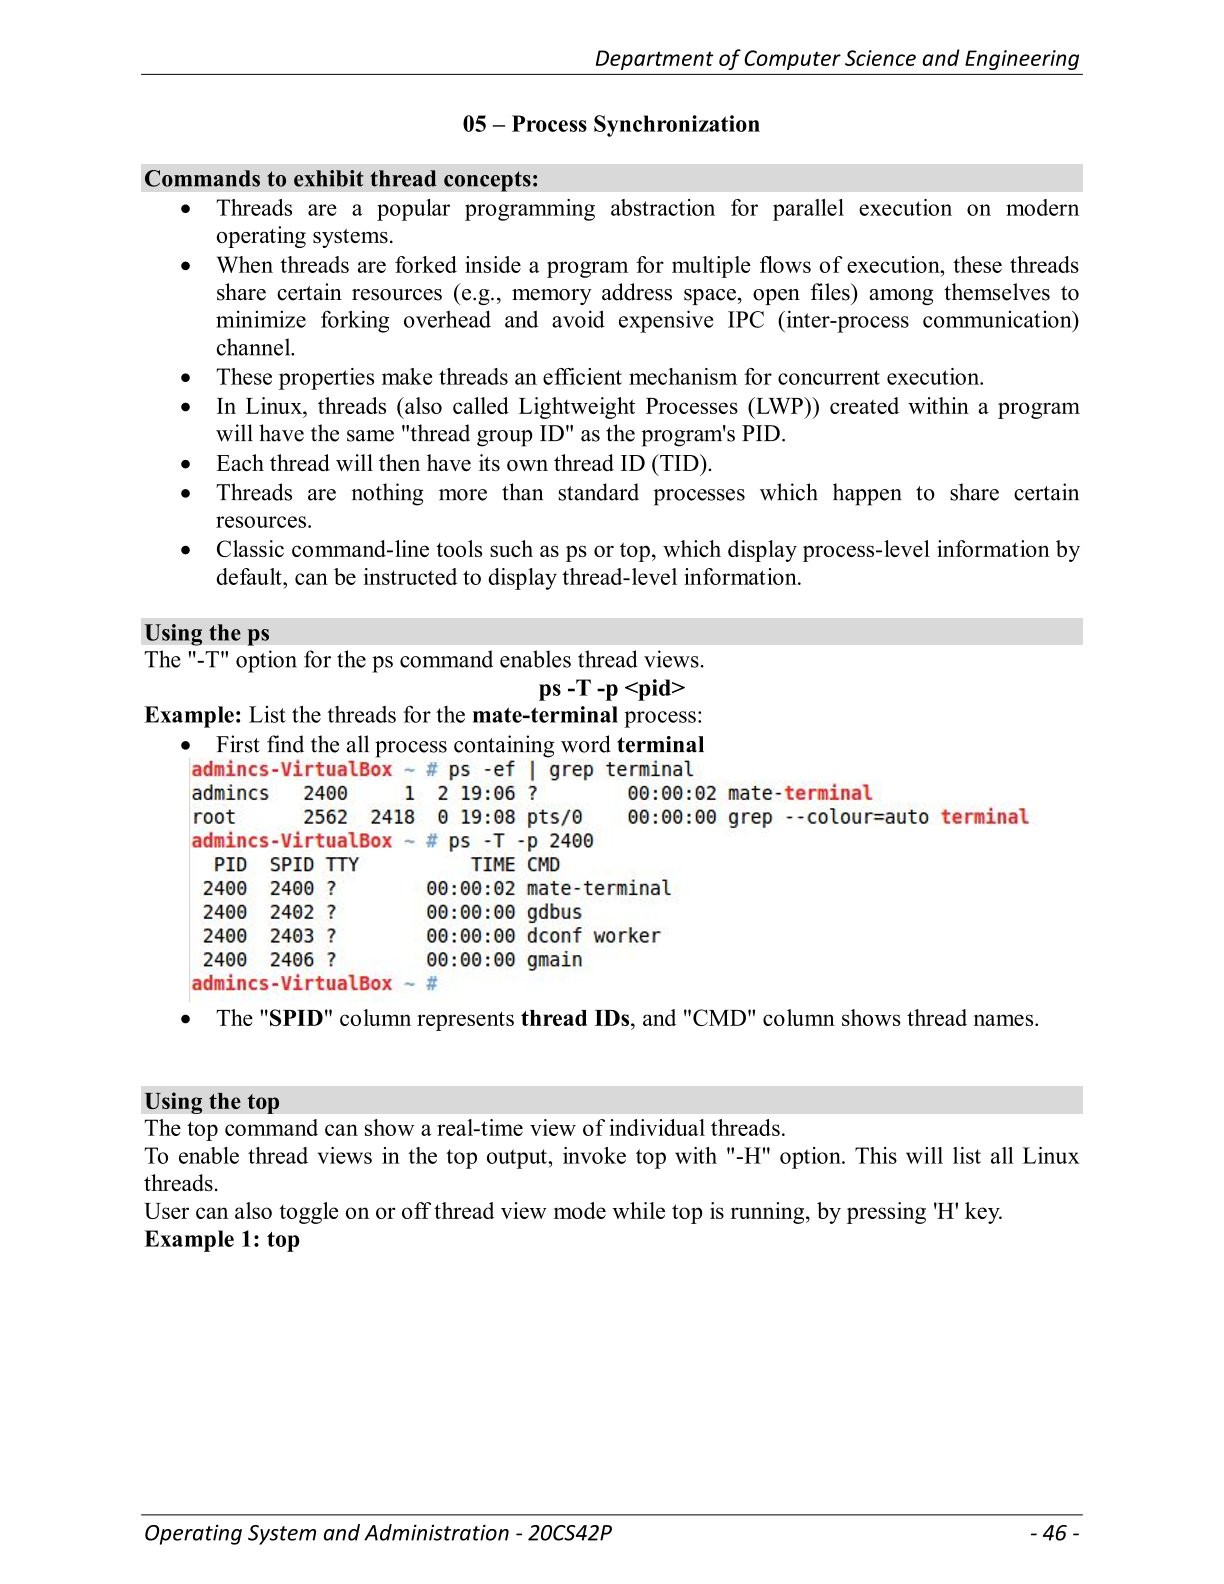 Department of Computer Science and Engineering
05 – Process Synchronization
Commands to exhibit thread concepts:
• Threads are a popular programming abstraction for parallel execution on modern
operating systems.
• When threads are forked inside a program for multiple flows of execution, these threads
share certain resources (e.g., memory address space, open files) among themselves to
minimize forking overhead and avoid expensive IPC (inter-process communication)
channel.
• These properties make threads an efficient mechanism for concurrent execution.
• In Linux, threads (also called Lightweight Processes (LWP)) created within a program
will have the same "thread group ID" as the program's PID.
• Each thread will then have its own thread ID (TID).
• Threads are nothing more than standard processes which happen to share certain
resources.
• Classic command-line tools such as ps or top, which display process-level information by
default, can be instructed to display thread-level information.
Using the ps
The "-T" option for the ps command enables thread views.
ps -T -p <pid>
Example: List the threads for the mate-terminal process:
• First find the all process containing word terminal
admincs-VirtualBox ~ # ps -ef | grep terminal
admincs   2400     1  2 19:06 ?        00:00:02 mate-terminal
root      2562  2418  0 19:08 pts/0    00:00:00 grep --colour=auto terminal
admincs-VirtualBox ~ # ps -T -p 2400
  PID  SPID TTY          TIME CMD
 2400  2400 ?        00:00:02 mate-terminal
 2400  2402 ?        00:00:00 gdbus
 2400  2403 ?        00:00:00 dconf worker
 2400  2406 ?        00:00:00 gmain
admincs-VirtualBox ~ #
• The "SPID" column represents thread IDs, and "CMD" column shows thread names.
Using the top
The top command can show a real-time view of individual threads.
To enable thread views in the top output, invoke top with "-H" option. This will list all Linux
threads.
User can also toggle on or off thread view mode while top is running, by pressing 'H' key.
Example 1: top
Operating System and Administration - 20CS42P - 46 -